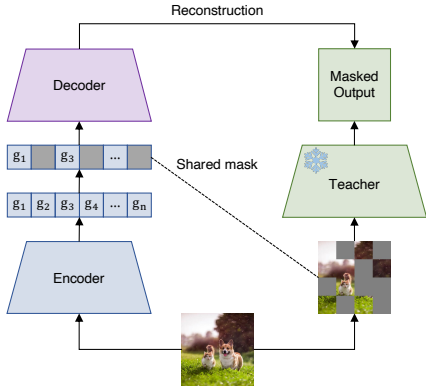 Reconstruction
Decoder
Masked
Output
g1 g3 ...
Shared mask
Teacher
g1 g2 g3 g4 ... gn
Encoder